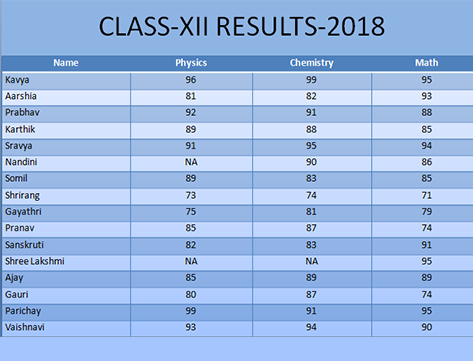 CLASS-XII RESULTS-2018
Name Physics Chemistry Math
Kavya 96 99 95
Aarshia 81 82 93
Prabhav 92 91 88
Karthik 89 88 85
Sravya 91 95 94
Nandini NA 90 86
Somil 89 83 85
Shrirang 73 74 71
Gayathri 75 81 79
Pranav 85 87 74
Sanskruti 82 83 91
Shree Lakshmi NA NA 95
Ajay 85 89 89
Gauri 80 87 74
Parichay 99 91 95
Vaishnavi 93 94 90